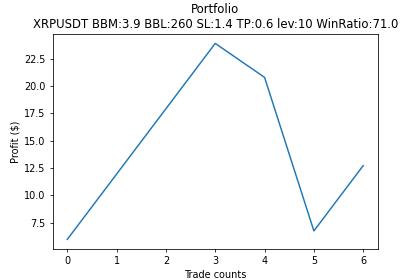 Portfolio
XRPUSDT BBM:3.9 BBL:260 SL:1.4 TP:0.6 lev:10 WinRatio:71.0
22.5
20.0
17.5
15.0
12.5
10.0
7.5
Profit ($)
0 1 2 3 4 5 6
Trade counts